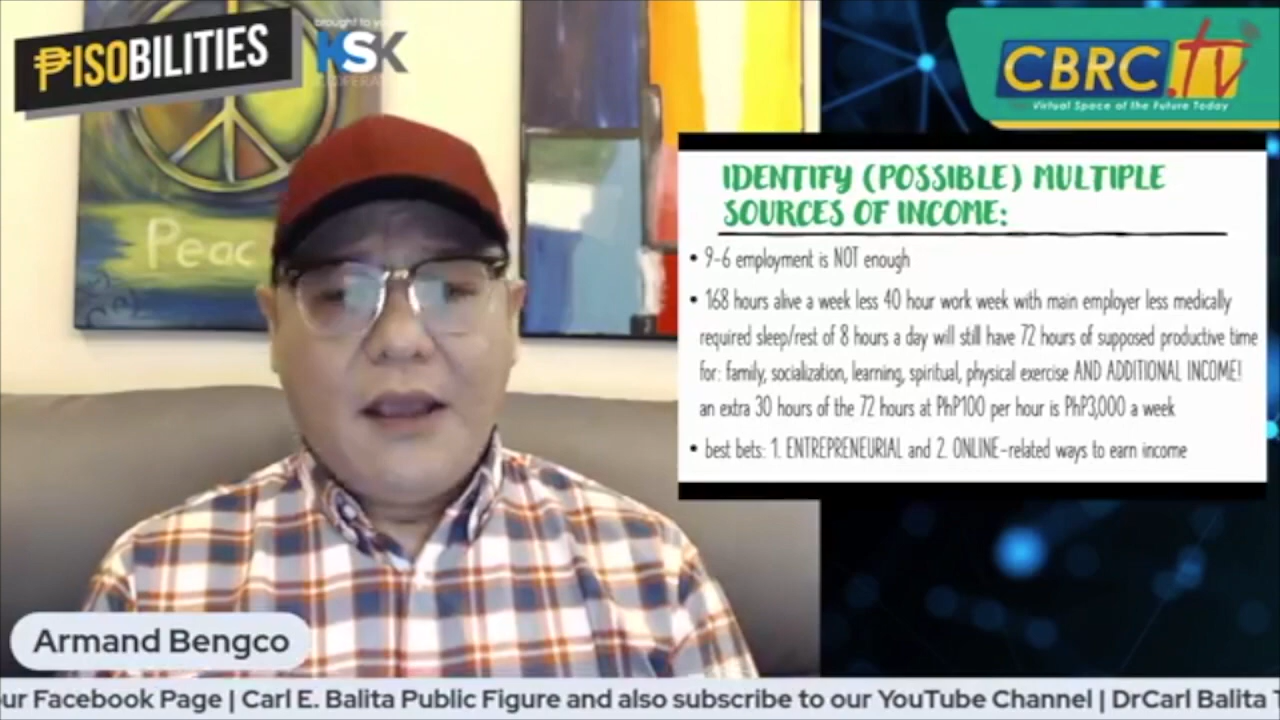 ₱ISOBILITIES
brought to yo
KSK
CBRC.tv
Virtual Space of the Future Today
Peac
IDENTIFY (POSSIBLE) MULTIPLE
SOURCES OF INCOME:
• 9-6 employment is NOT enough
• 168 hours alive a week less 40 hour work week with main employer less medically
required sleep/rest of 8 hours a day will still have 72 hours of supposed productive time
for: family, socialization, learning, spiritual, physical exercise AND ADDITIONAL INCOME!
an extra 30 hours of the 72 hours at PhP100 per hour is PhP3,000 a week
• best bets: 1. ENTREPRENEURIAL and 2. ONLINE-related ways to earn income
Armand Bengco
ur Facebook Page | Carl E. Balita Public Figure and also subscribe to our YouTube Channel | DrCarl Balita